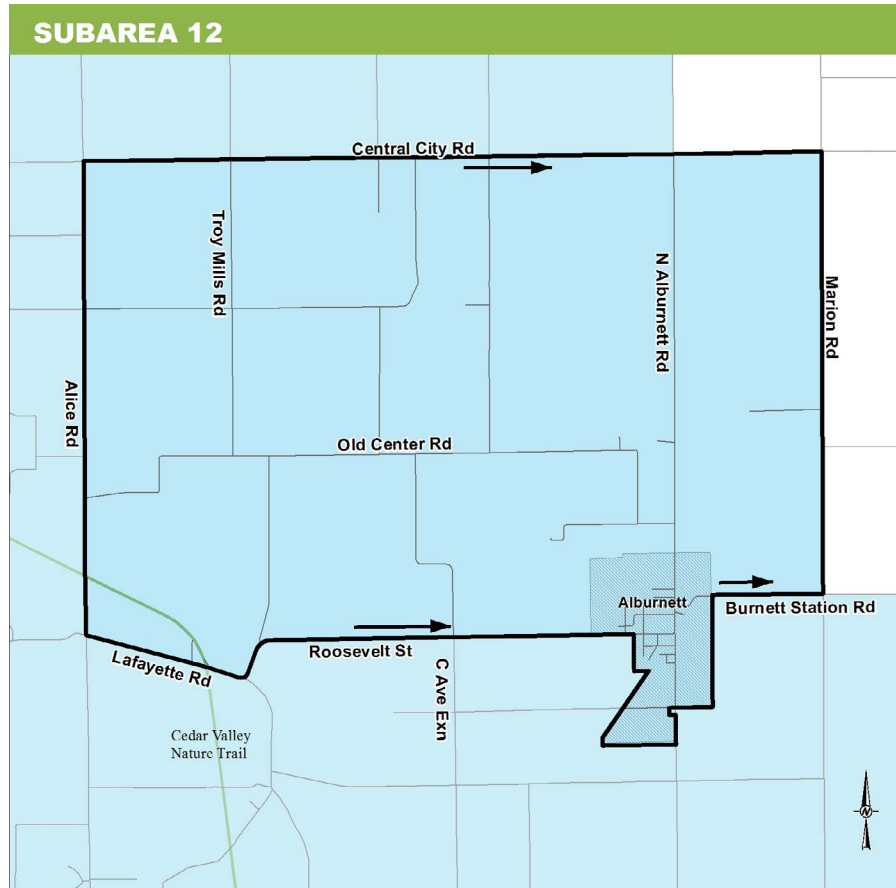 SUBAREA 12
Central City Rd
Troy Mills Rd
N Alburnett Rd
Marion Rd
Alice Rd
Old Center Rd
Alburnett
Burnett Station Rd
Roosevelt St
Lafayette Rd
C Ave Exn
Cedar Valley
Nature Trail
N